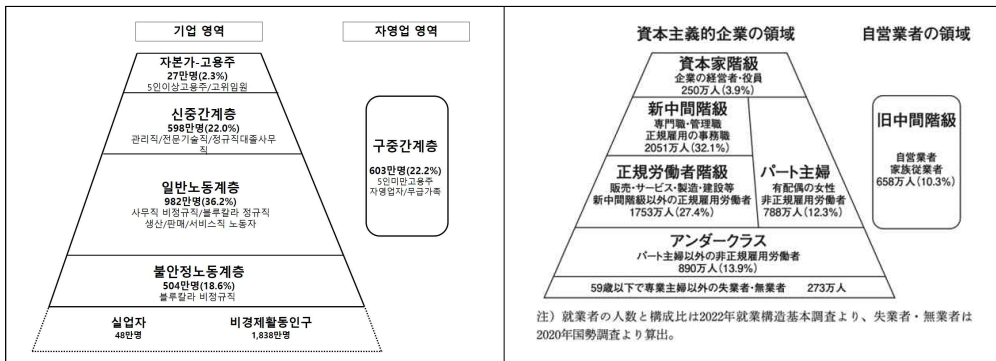 기업 영역
자영업 영역
자본가-고용주
27만명(2.3%)
5인이상고용주/고위임원
신중간계층
598만명(22.0%)
관리직/전문기술직/정규직대졸사무
직
일반노동계층
982만명(36.2%)
사무직 비정규직/블루칼라 정규직
생산/판매/서비스직 노동자
불안정노동계층
504만명(18.6%)
블루칼라 비정규직
실업자
48만명
비경제활동인구
1,838만명
구중간계층
603만명(22.2%)
5인미만고용주
자영업자/무급가족
資本主義的企業の領域
自営業者の領域
資本家階級
企業の経営者・役員
250万人(3.9%)
新中間階級
専門職・管理職
正規雇用の事務職
2051万人(32.1%)
正規労働者階級
販売・サービス・製造・建設等
新中間階級以外の正規雇用労働者
1753万人(27.4%)
パート主婦
有配偶の女性
非正規雇用労働者
788万人(12.3%)
アンダークラス
パート主婦以外の非正規雇用労働者
890万人(13.9%)
59歳以下で専業主婦以外の失業者・無業者 273万人
旧中間階級
自営業者
家族従業者
658万人(10.3%)
注）就業者の人数と構成比は2022年就業構造基本調査より、失業者・無業者は
2020年国勢調査より算出。